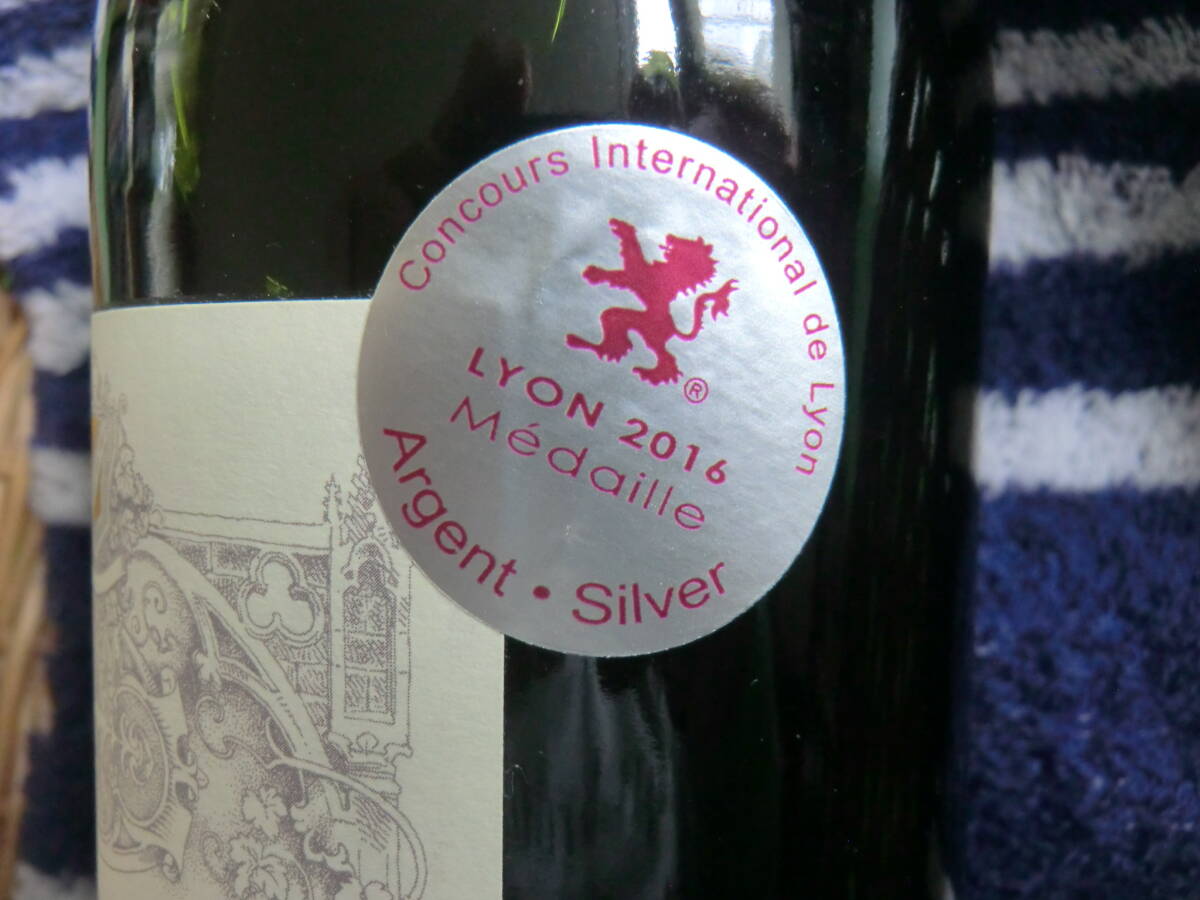 Concours International de Lyon
®
LYON 2016
Médaille
Argent • Silver